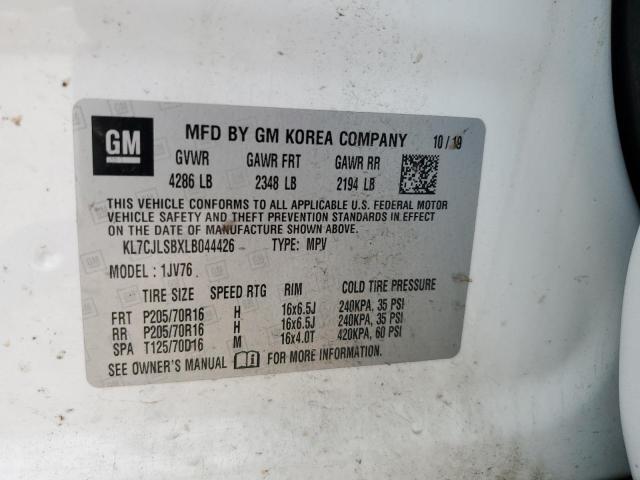 GM
MFD BY GM KOREA COMPANY 10/19
GVWR GAWR FRT GAWR RR
4286 LB 2348 LB 2194 LB
THIS VEHICLE CONFORMS TO ALL APPLICABLE U.S. FEDERAL MOTOR
VEHICLE SAFETY AND THEFT PREVENTION STANDARDS IN EFFECT
ON THE DATE OF MANUFACTURE SHOWN ABOVE.
KL7CJLSBXLB044426 TYPE: MPV
MODEL: 1JV76
TIRE SIZE SPEED RTG RIM COLD TIRE PRESSURE
FRT P205/70R16 H 16x6.5J 240KPA, 35 PSI
RR P205/70R16 H 16x6.5J 240KPA, 35 PSI
SPA T125/70D16 M 16x4.0T 420KPA, 60 PSI
SEE OWNER'S MANUAL FOR MORE INFORMATION.